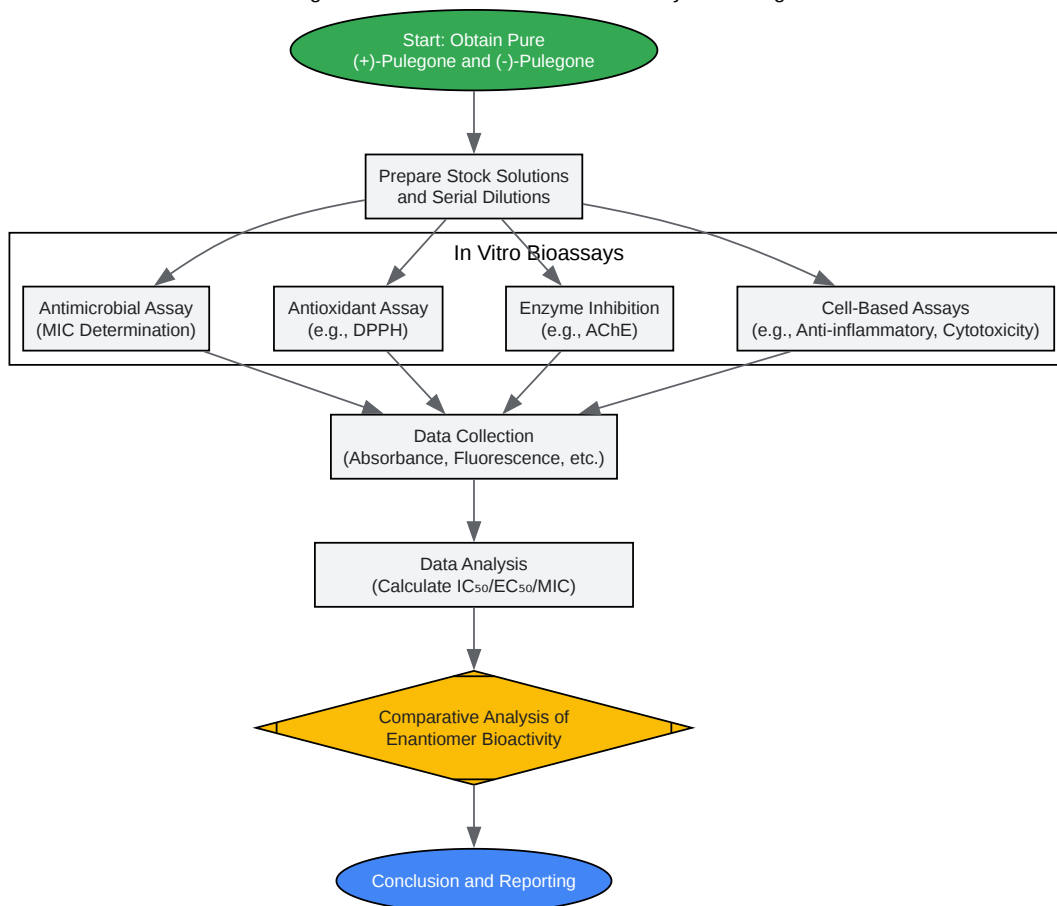 Start: Obtain Pure
(+)-Pulegone and (-)-Pulegone
Prepare Stock Solutions
and Serial Dilutions
In Vitro Bioassays
Antimicrobial Assay
(MIC Determination)
Antioxidant Assay
(e.g., DPPH)
Enzyme Inhibition
(e.g., AChE)
Cell-Based Assays
(e.g., Anti-inflammatory, Cytotoxicity)
Data Collection
(Absorbance, Fluorescence, etc.)
Data Analysis
(Calculate IC₅₀/EC₅₀/MIC)
Comparative Analysis of
Enantiomer Bioactivity
Conclusion and Reporting